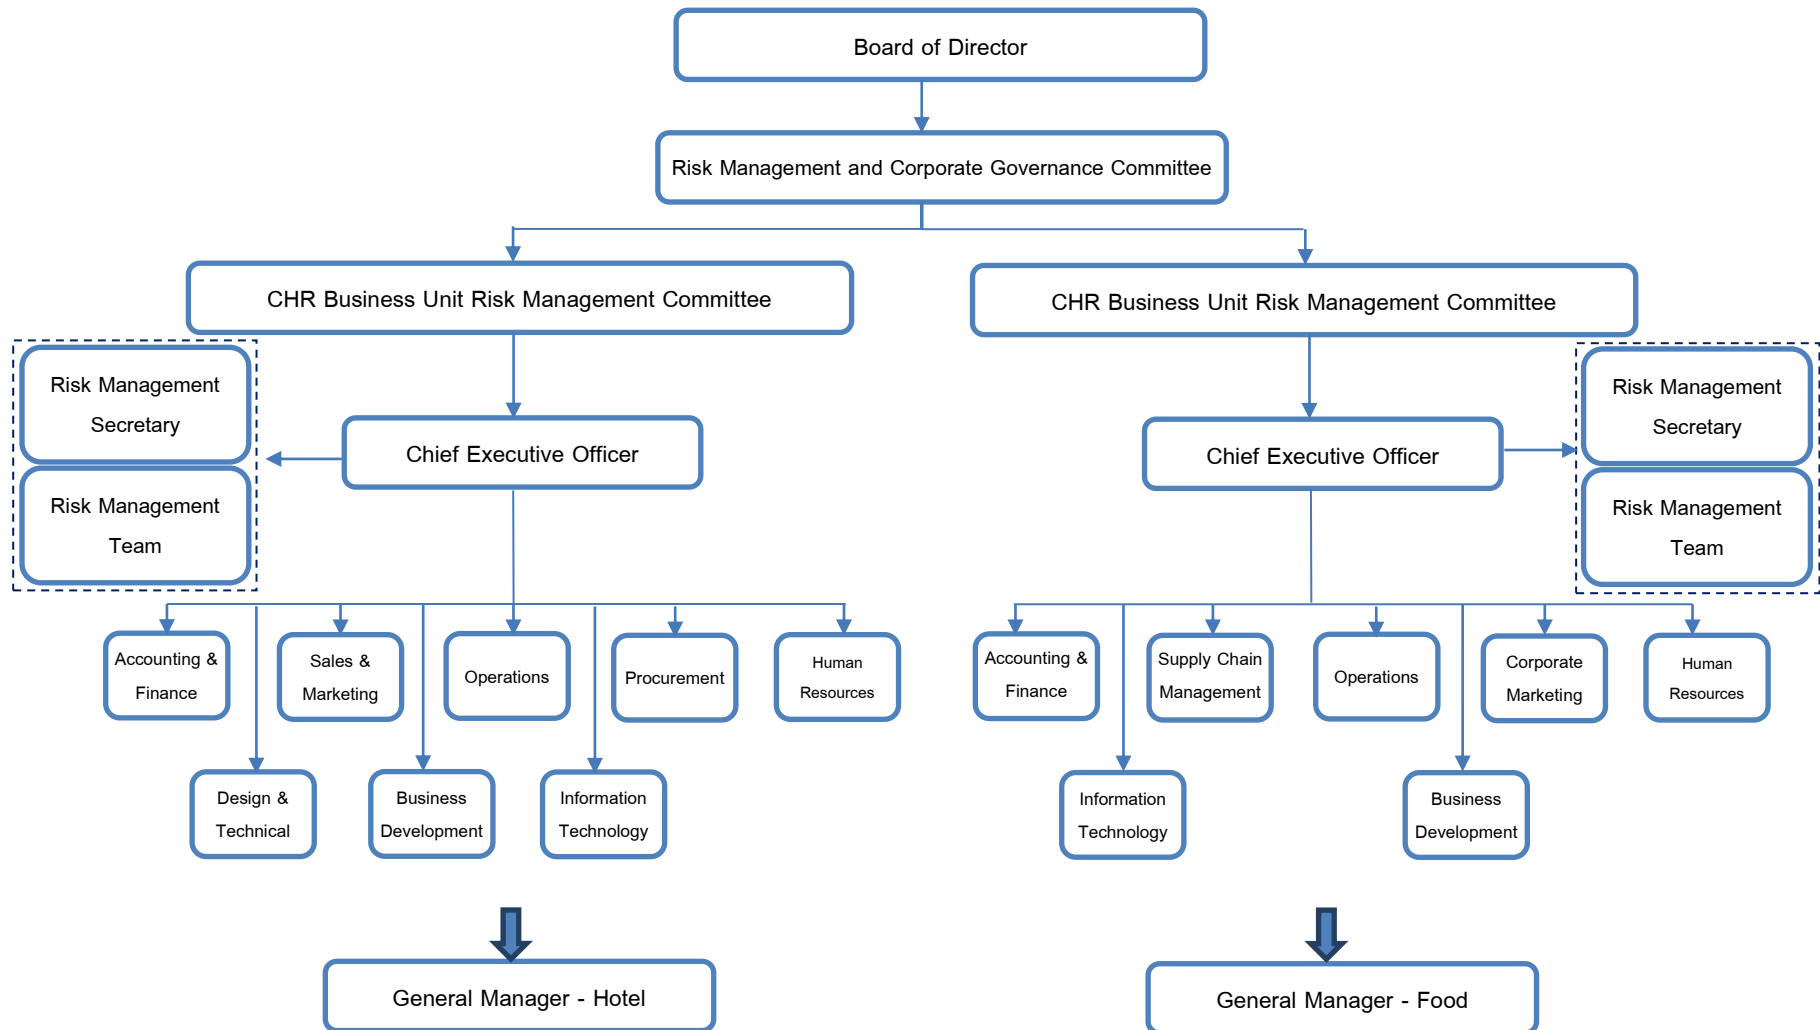 Board of Director
Risk Management and Corporate Governance Committee
CHR Business Unit Risk Management Committee
CHR Business Unit Risk Management Committee
Risk Management
Secretary
Risk Management
Team
Chief Executive Officer
Chief Executive Officer
Risk Management
Secretary
Risk Management
Team
Accounting &
Finance
Sales &
Marketing
Operations
Procurement
Human
Resources
Design &
Technical
Business
Development
Information
Technology
Accounting &
Finance
Supply Chain
Management
Operations
Corporate
Marketing
Human
Resources
Information
Technology
Business
Development
General Manager - Hotel
General Manager - Food